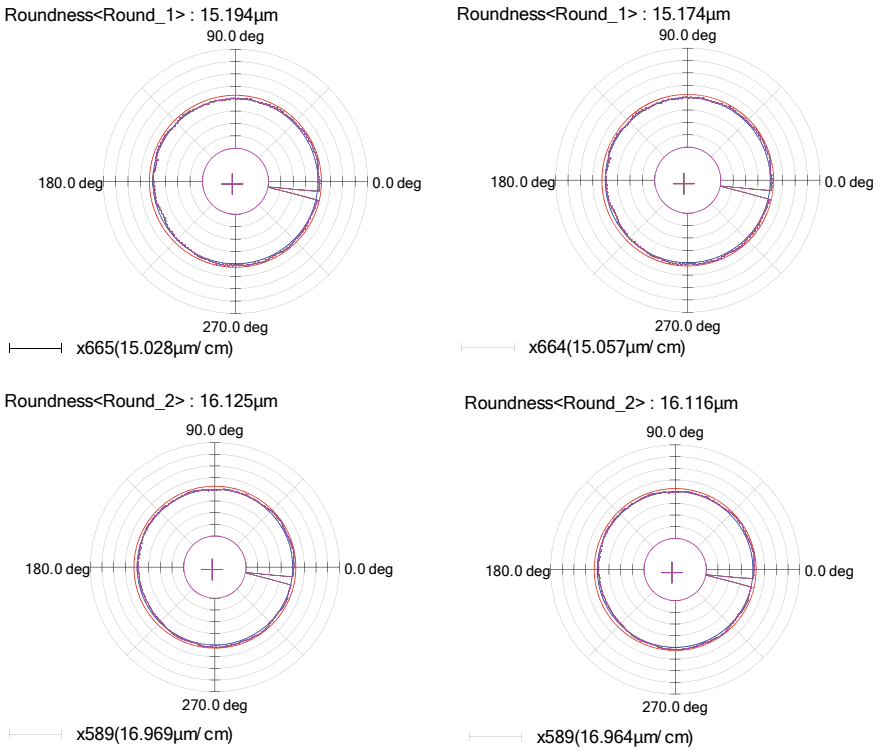 Roundness<Round_1> : 15.194μm
90.0 deg
180.0 deg
0.0 deg
270.0 deg
x665(15.028μm/ cm)
Roundness<Round_1> : 15.174μm
90.0 deg
180.0 deg
0.0 deg
270.0 deg
x664(15.057μm/ cm)
Roundness<Round_2> : 16.125μm
90.0 deg
180.0 deg
0.0 deg
270.0 deg
x589(16.969μm/ cm)
Roundness<Round_2> : 16.116μm
90.0 deg
180.0 deg
0.0 deg
270.0 deg
x589(16.964μm/ cm)